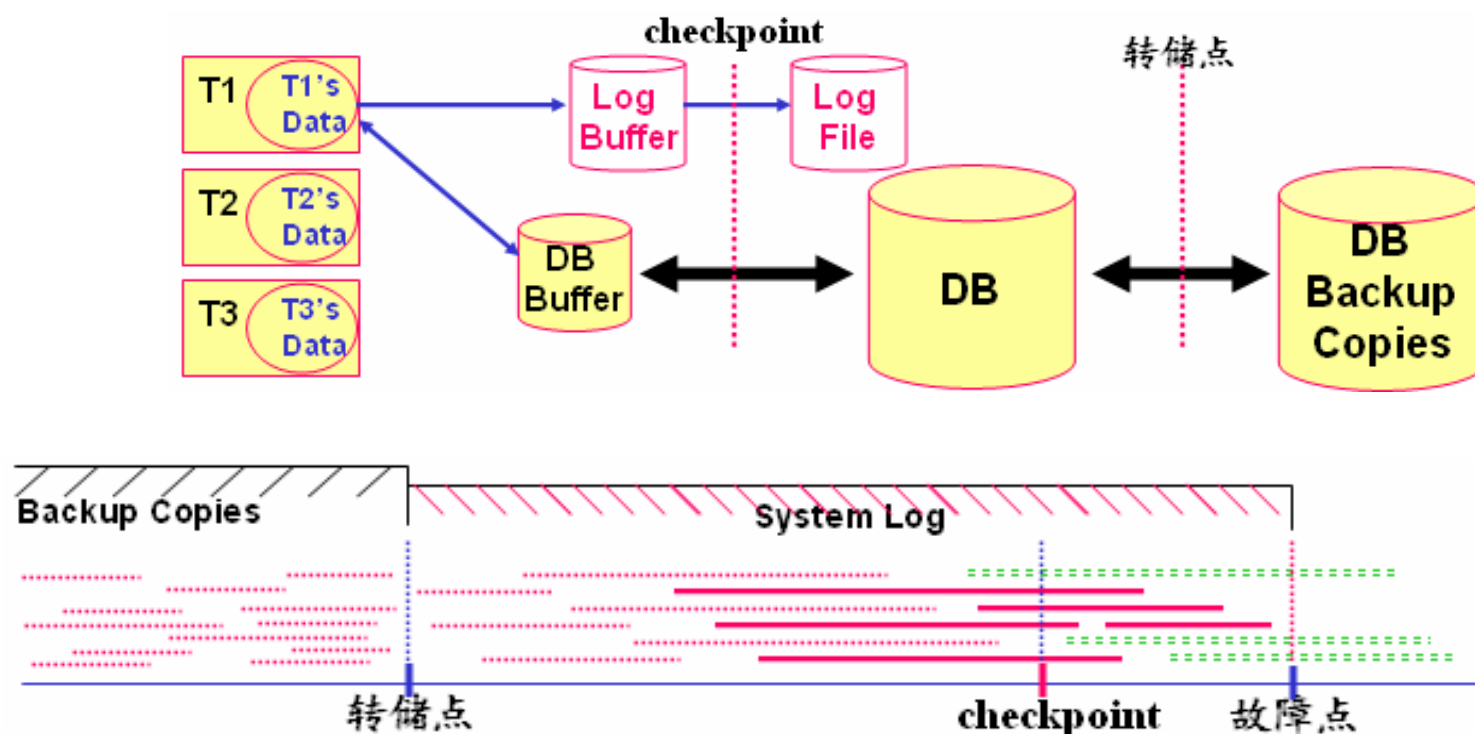 checkpoint
转储点
T1
T1's
Data
Log
Buffer
Log
File
T2
T2's
Data
DB
Buffer
DB
DB
Backup
Copies
T3
T3's
Data
Backup Copies
System Log
转储点
checkpoint
故障点